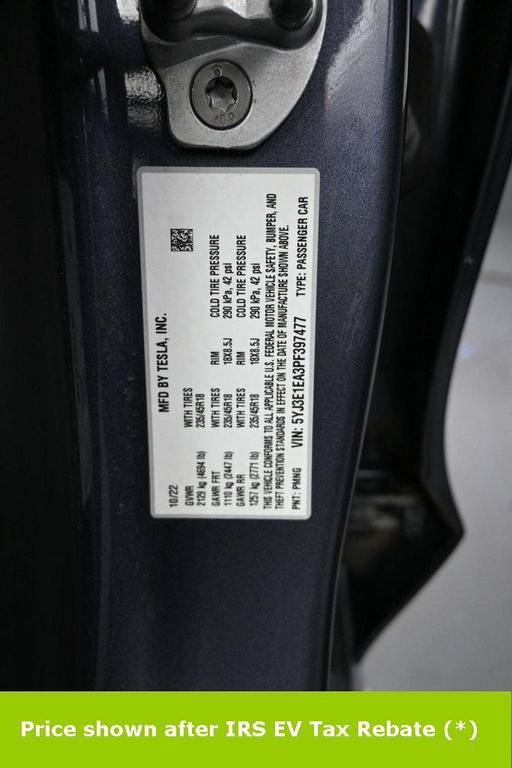 MFD BY TESLA, INC.
10/22
GVWR WITH TIRES RIM COLD TIRE PRESSURE
2129 kg (4694 lb) 235/45R18 18X8.5J 290 kPa, 42 psi
GAWR FRT WITH TIRES RIM COLD TIRE PRESSURE
1110 kg (2447 lb) 235/45R18 18X8.5J 290 kPa, 42 psi
GAWR RR
1257 kg (2771 lb)
THIS VEHICLE CONFORMS TO ALL APPLICABLE U.S. FEDERAL MOTOR VEHICLE SAFETY, BUMPER, AND
THEFT PREVENTION STANDARDS IN EFFECT ON THE DATE OF MANUFACTURE SHOWN ABOVE.
VIN: 5YJ3E1EA3PF397477
PNT: PMNG TYPE: PASSENGER CAR
Price shown after IRS EV Tax Rebate (*)